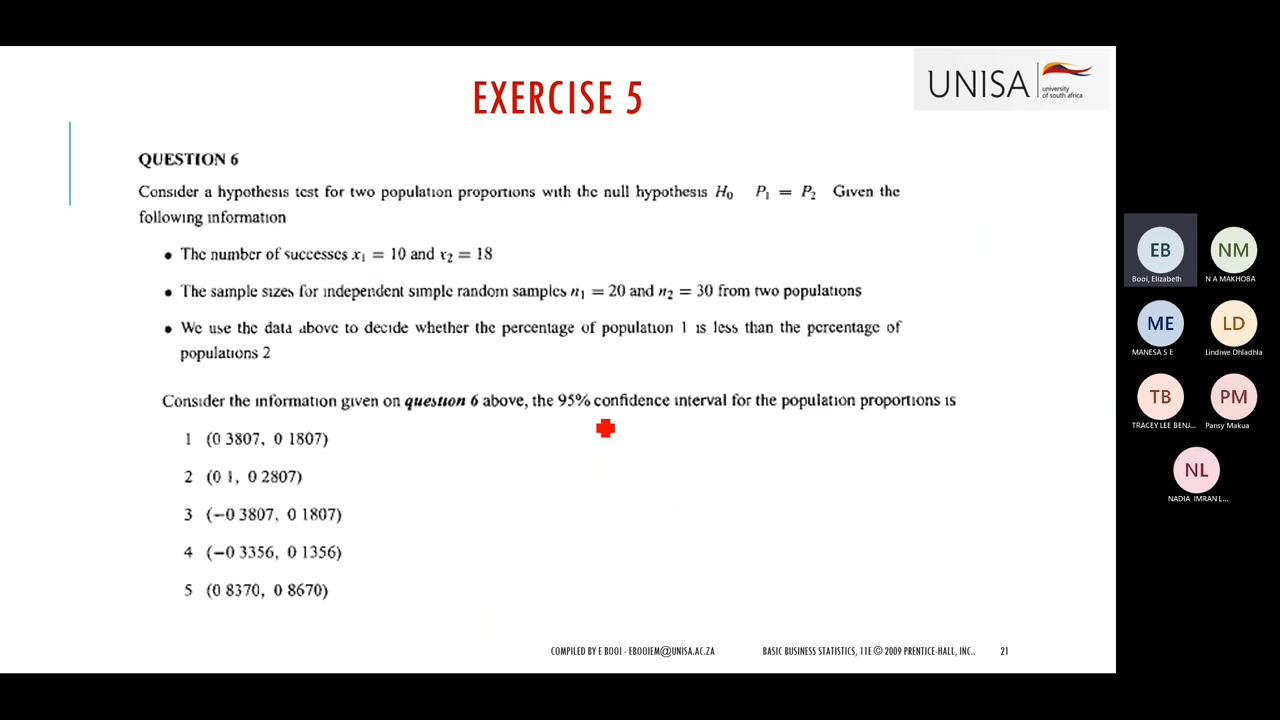 EXERCISE 5
UNISA
university
of south africa
QUESTION 6
Consider a hypothesis test for two population proportions with the null hypothesis H₀ P₁ = P₂ Given the
following information
• The number of successes x₁ = 10 and x₂ = 18
• The sample sizes for independent simple random samples n₁ = 20 and n₂ = 30 from two populations
• We use the data above to decide whether the percentage of population 1 is less than the percentage of
populations 2
Consider the information given on question 6 above, the 95% confidence interval for the population proportions is
1 (0 3807, 0 1807)
2 (0 1, 0 2807)
3 (−0 3807, 0 1807)
4 (−0 3356, 0 1356)
5 (0 8370, 0 8670)
COMPILED BY E BOOI - EBOOIEM@UNISA.AC.ZA
BASIC BUSINESS STATISTICS, 11E © 2009 PRENTICE-HALL, INC..
21
EB
Booi, Elizabeth
NM
N A MAKHOBA
ME
MANESA S E
LD
Lindiwe Dhladhla
TB
TRACEY LEE BENJ...
PM
Pansy Makua
NL
NADIA IMRAN L...